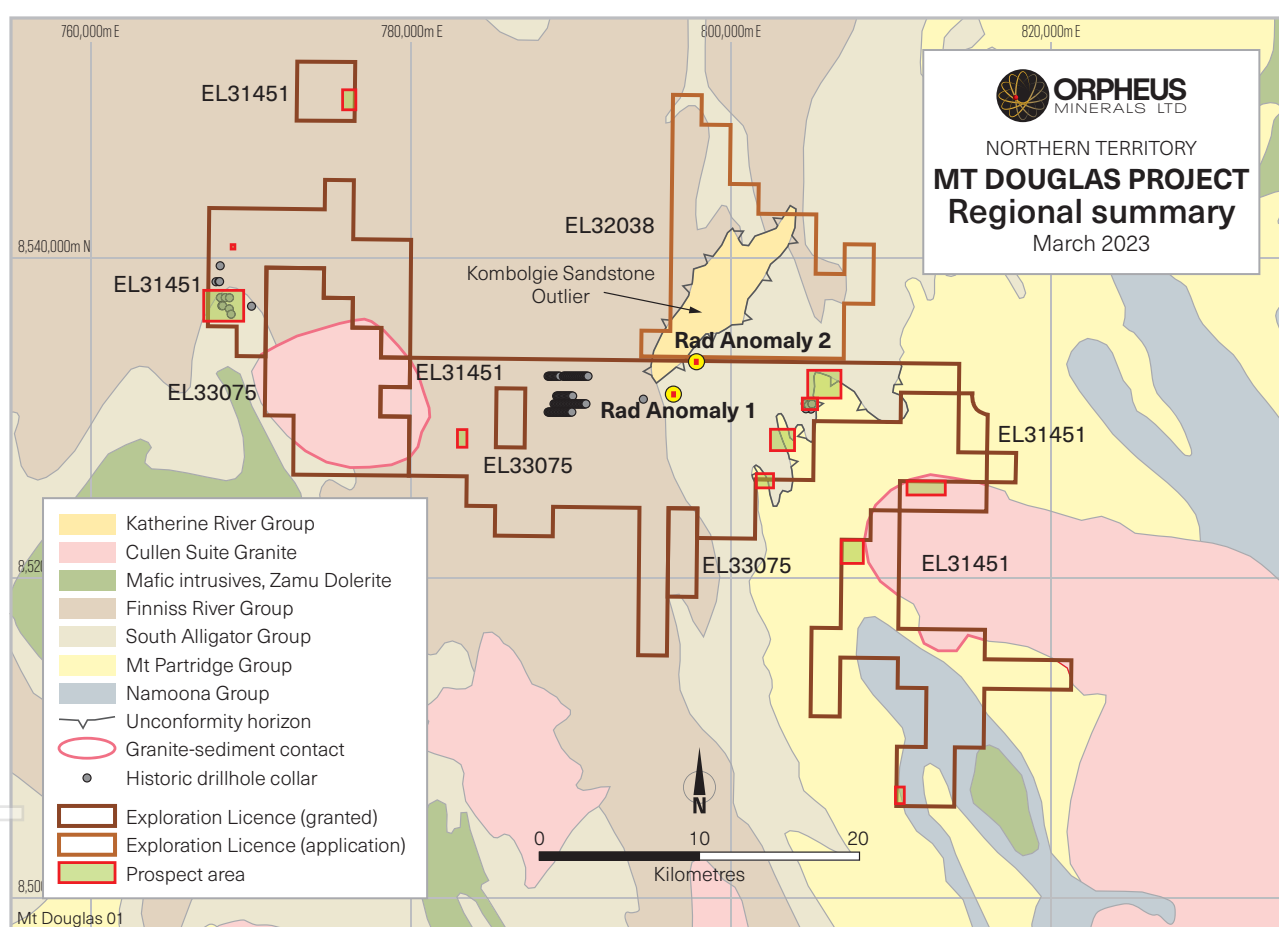 760,000m E
780,000m E
800,000m E
820,000m E
ORPHEUS
MINERALS LTD
NORTHERN TERRITORY
MT DOUGLAS PROJECT
Regional summary
March 2023
EL31451
EL32038
8,540,000m N
Kombolgie Sandstone
Outlier
EL31451
Rad Anomaly 2
EL31451
EL33075
Rad Anomaly 1
EL31451
EL33075
EL33075
EL31451
Katherine River Group
Cullen Suite Granite
Mafic intrusives, Zamu Dolerite
Finniss River Group
South Alligator Group
Mt Partridge Group
Namoona Group
Unconformity horizon
Granite-sediment contact
Historic drillhole collar
Exploration Licence (granted)
Exploration Licence (application)
Prospect area
8,520
8,500
N
0 10 20
Kilometres
Mt Douglas 01